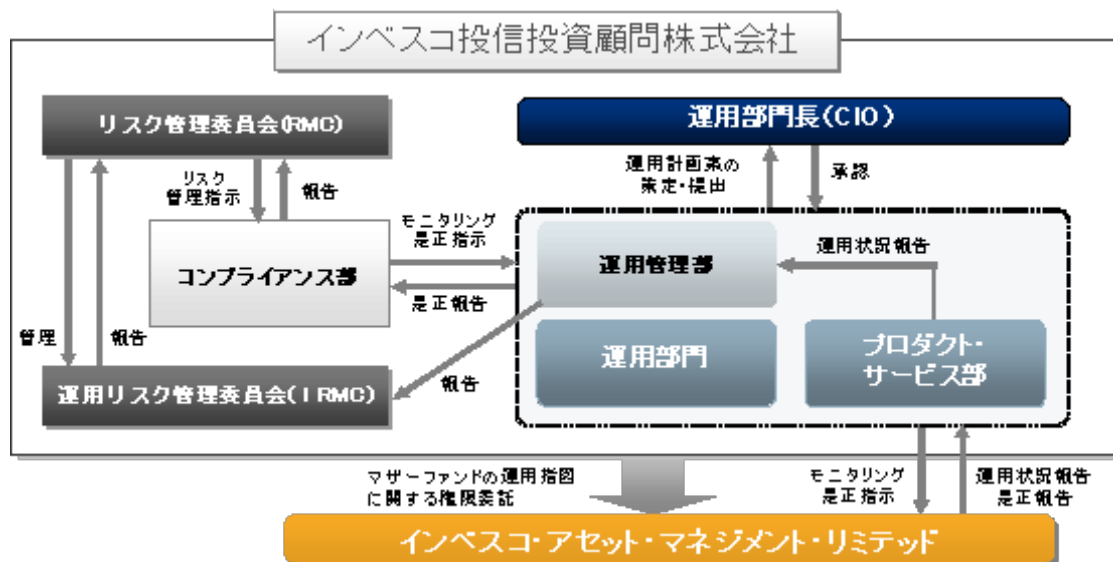 インベスコ投信投資顧問株式会社
リスク管理委員会(RMC)
運用部門長(CIO)
リスク
管理指示
報告
運用計画案の
策定・提出
承認
モニタリング
是正指示
コンプライアンス部
是正報告
運用管理部
運用状況報告
管理
報告
運用部門
プロダクト・
サービス部
報告
運用リスク管理委員会(IRMC)
マザーファンドの運用指図
に関する権限委託
モニタリング
是正指示
運用状況報告
是正報告
インベスコ・アセット・マネジメント・リミテッド